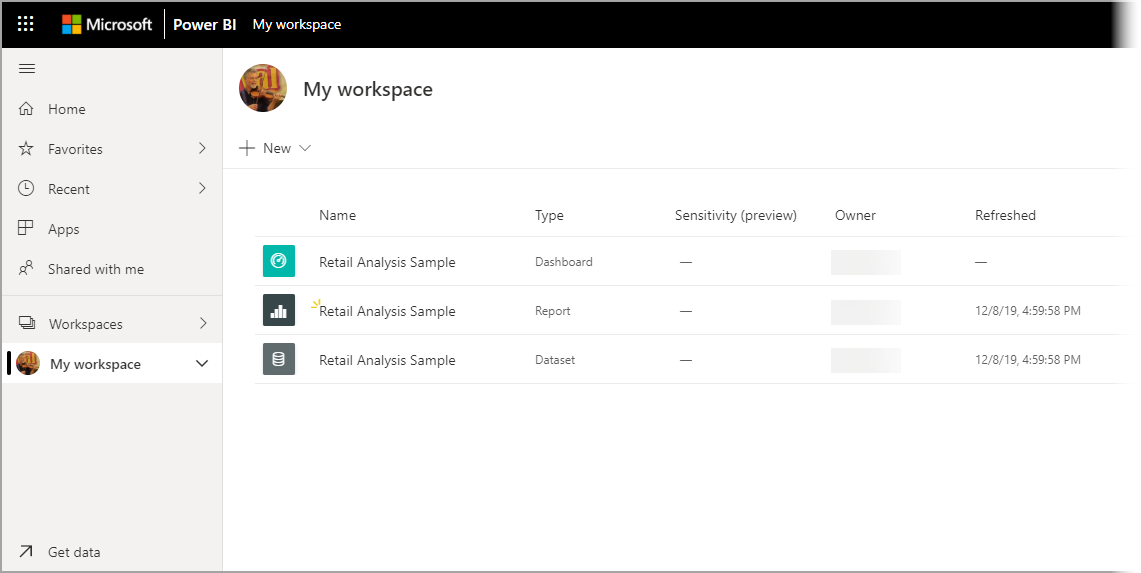 Microsoft Power BI My workspace
Home
Favorites
Recent
Apps
Shared with me
Workspaces
My workspace
Get data
My workspace
New
Name Type Sensitivity (preview) Owner Refreshed
Retail Analysis Sample Dashboard — —
Retail Analysis Sample Report — 12/8/19, 4:59:58 PM
Retail Analysis Sample Dataset — 12/8/19, 4:59:58 PM